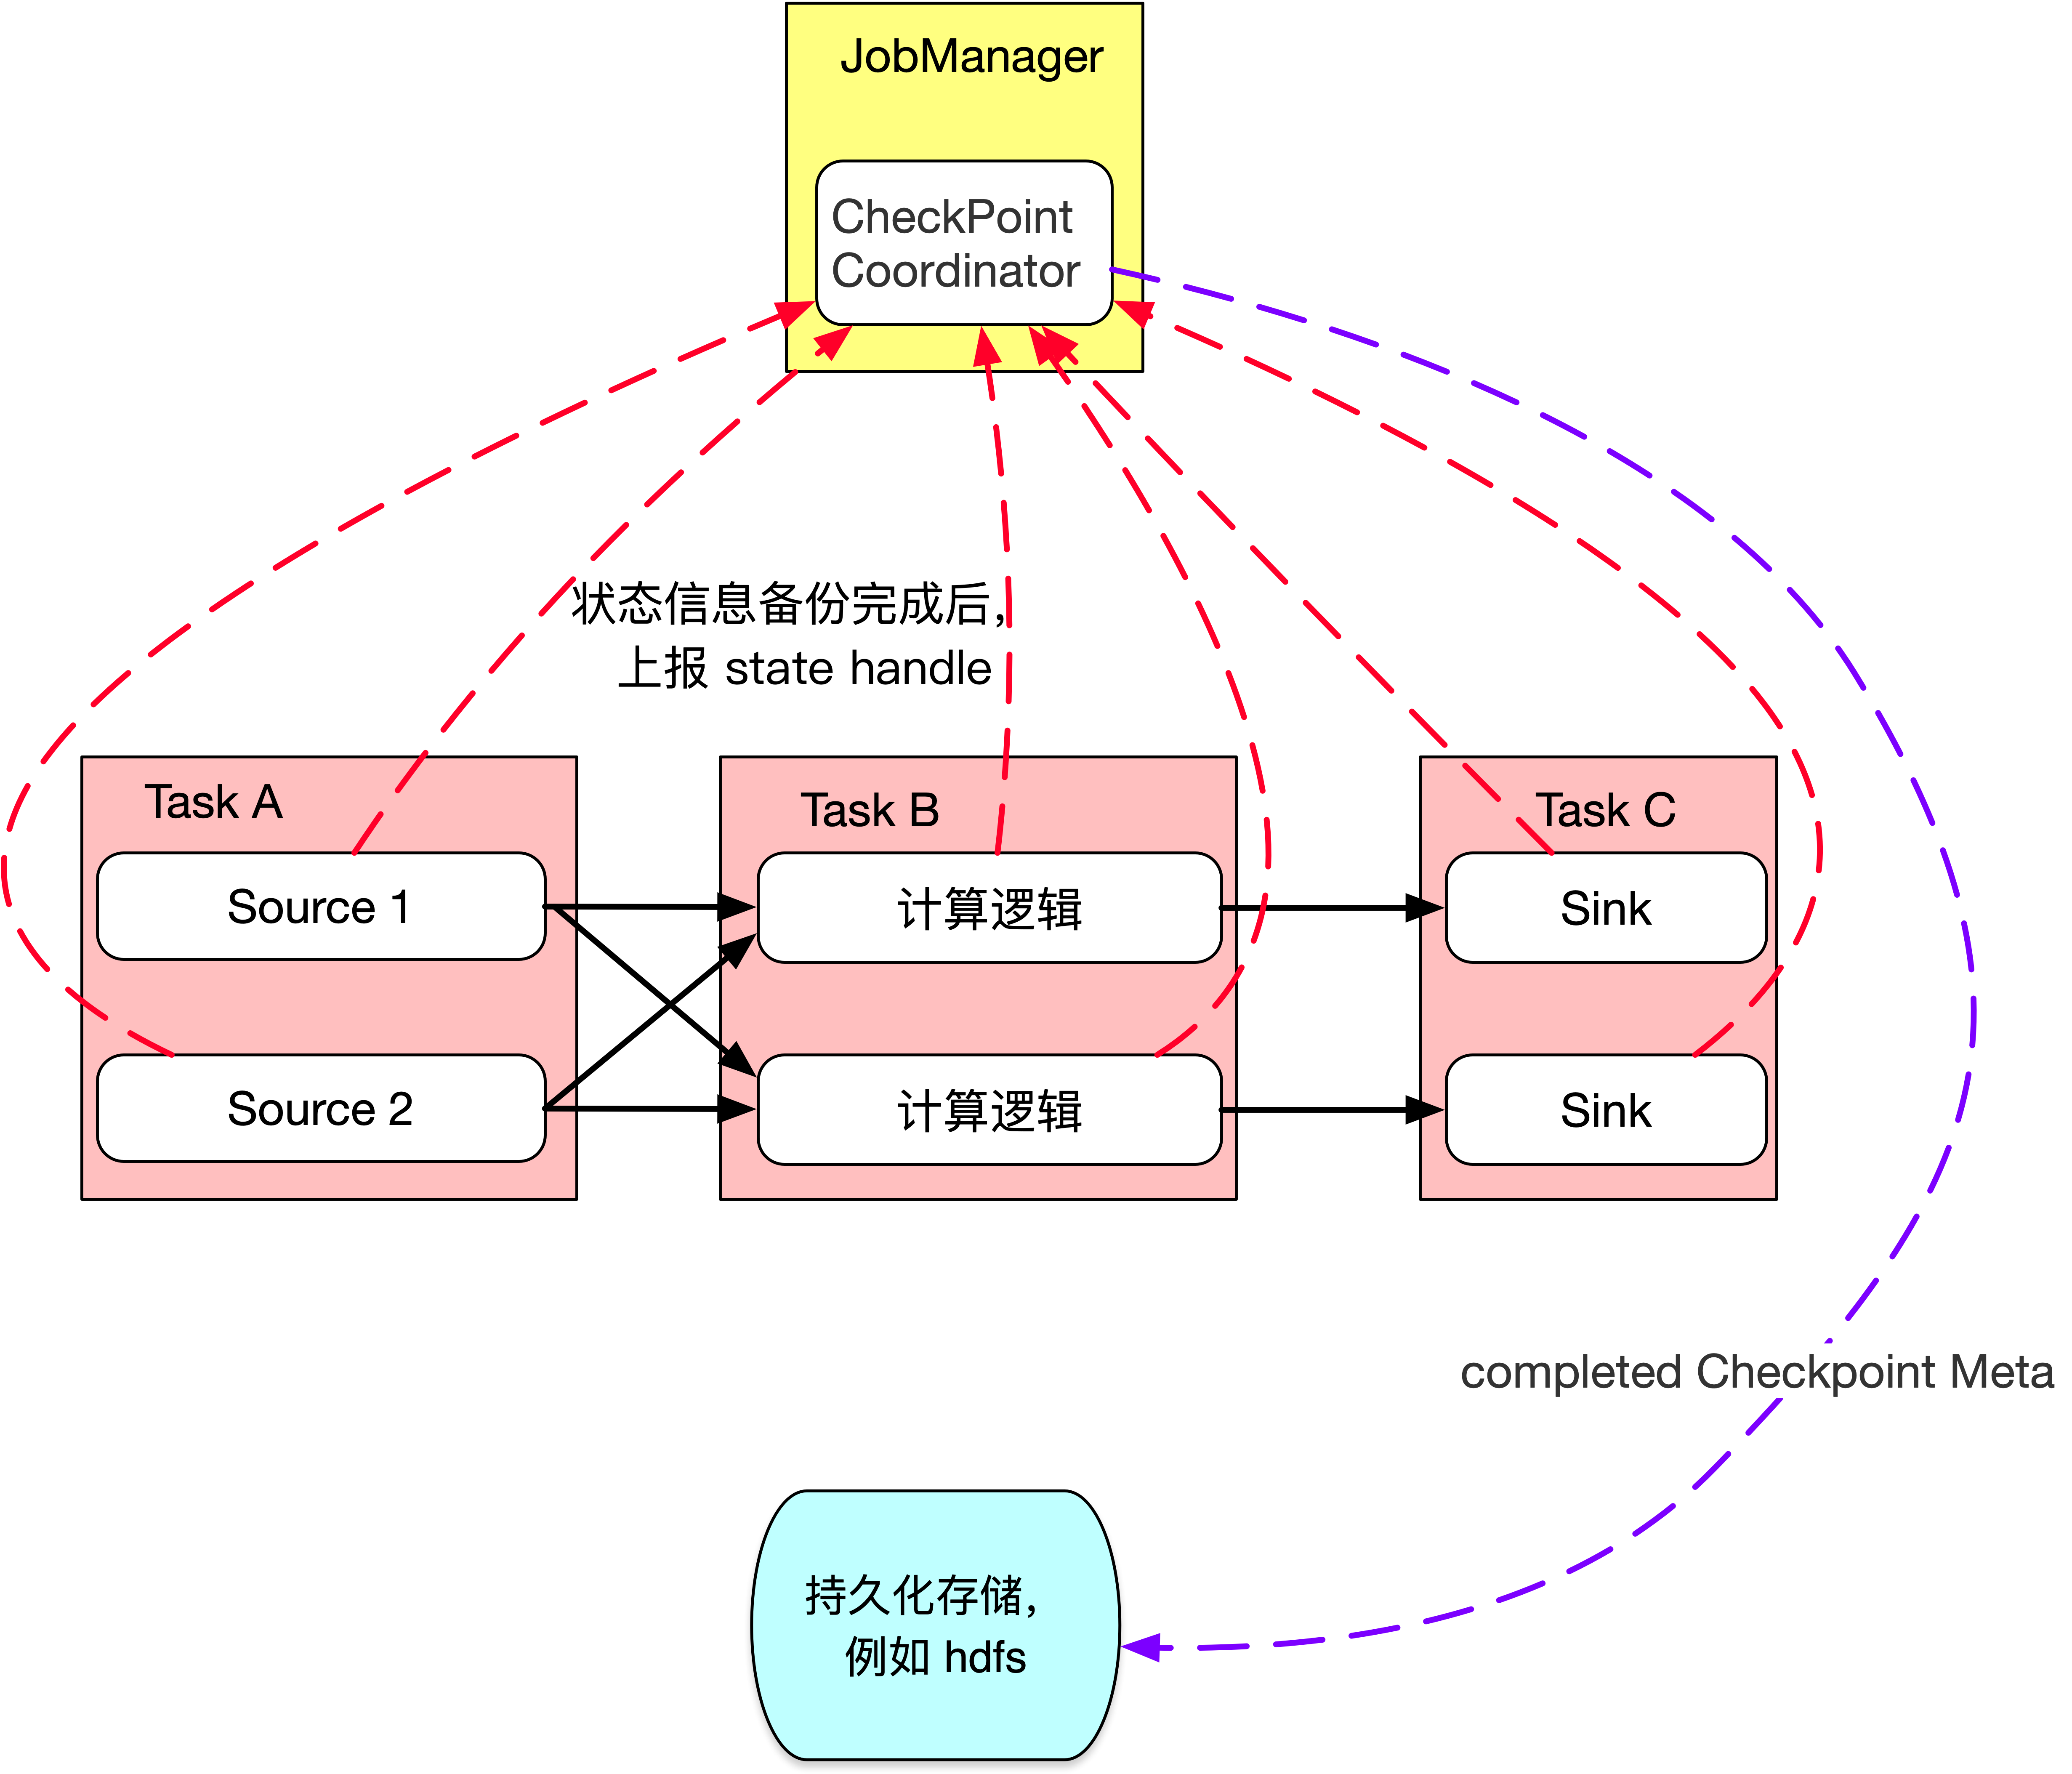 JobManager
CheckPoint
Coordinator
状态信息备份完成后，
上报 state handle
Task A
Task B
Task C
Source 1
计算逻辑
Sink
Source 2
计算逻辑
Sink
completed Checkpoint Meta
持久化存储，
例如 hdfs